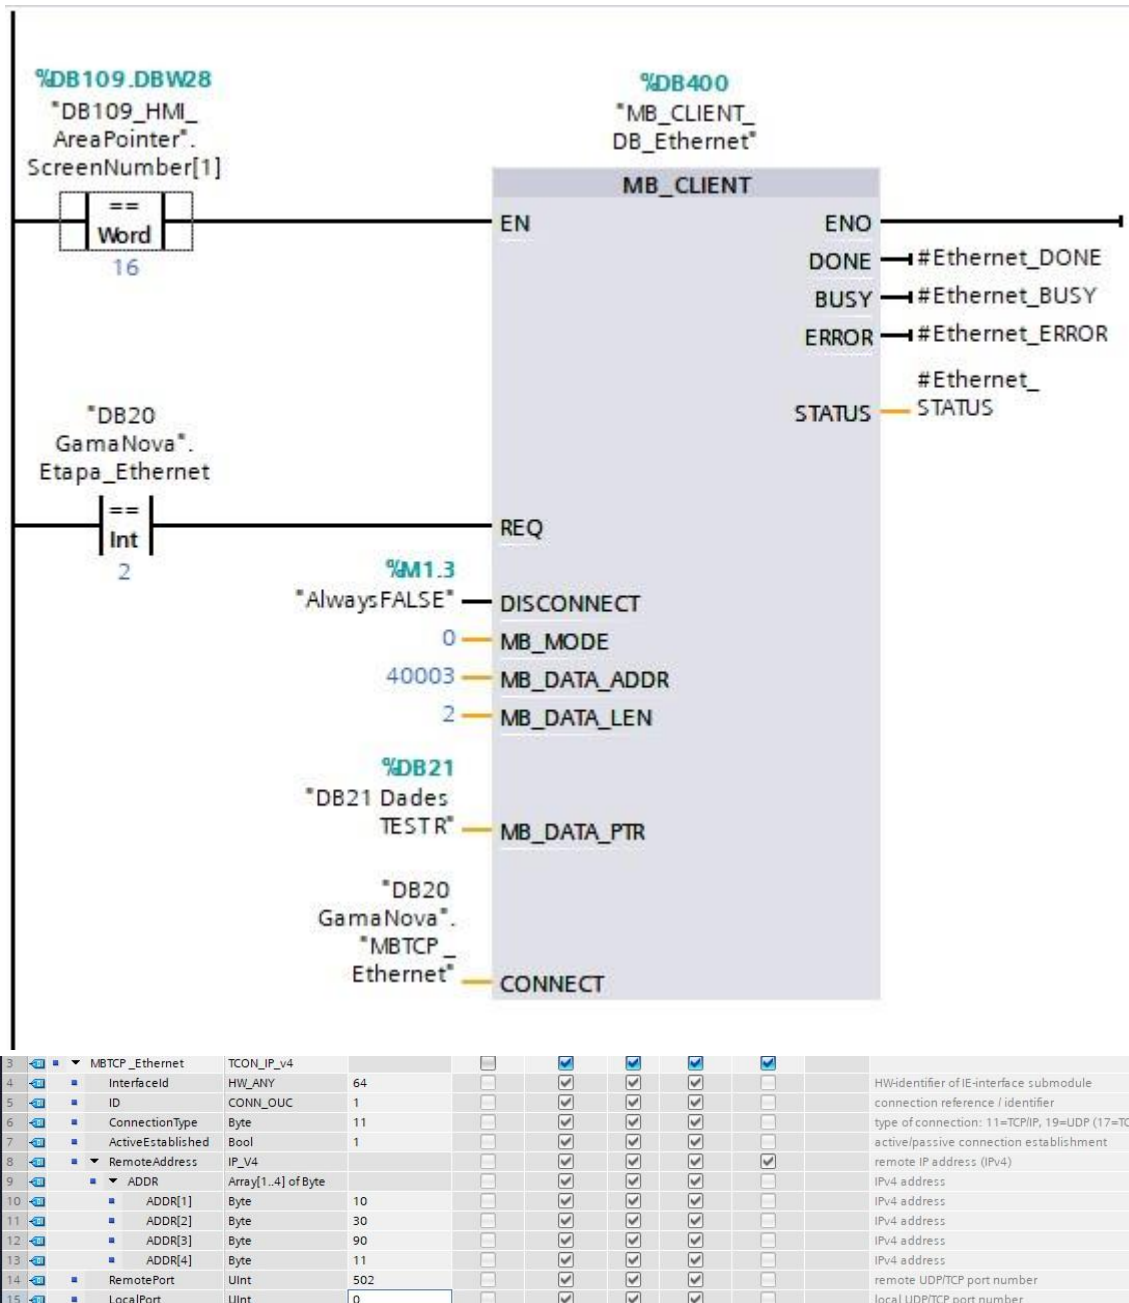 %DB109.DBW28
"DB109_HMI_
AreaPointer".
ScreenNumber[1]
==
Word
16
%DB400
"MB_CLIENT_
DB_Ethernet"
MB_CLIENT
EN
ENO
DONE
#Ethernet_DONE
BUSY
#Ethernet_BUSY
ERROR
#Ethernet_ERROR
#Ethernet_
STATUS
STATUS
"DB20
GamaNova".
Etapa_Ethernet
==
Int
2
REQ
%M1.3
"AlwaysFALSE"
DISCONNECT
0
MB_MODE
40003
MB_DATA_ADDR
2
MB_DATA_LEN
%DB21
"DB21 Dades
TESTR"
MB_DATA_PTR
"DB20
GamaNova".
"MBTCP_
Ethernet"
CONNECT
3 MBTCP_Ethernet TCON_IP_v4
4 InterfaceId HW_ANY 64 HW-identifier of IE-interface submodule
5 ID CONN_OUC 1 connection reference / identifier
6 ConnectionType Byte 11 type of connection: 11=TCP/IP, 19=UDP (17=TC
7 ActiveEstablished Bool 1 active/passive connection establishment
8 RemoteAddress IP_V4 remote IP address (IPv4)
9 ADDR Array[1..4] of Byte IPv4 address
10 ADDR[1] Byte 10 IPv4 address
11 ADDR[2] Byte 30 IPv4 address
12 ADDR[3] Byte 90 IPv4 address
13 ADDR[4] Byte 11 IPv4 address
14 RemotePort UInt 502 remote UDP/TCP port number
15 LocalPort UInt 0 local UDP/TCP port number